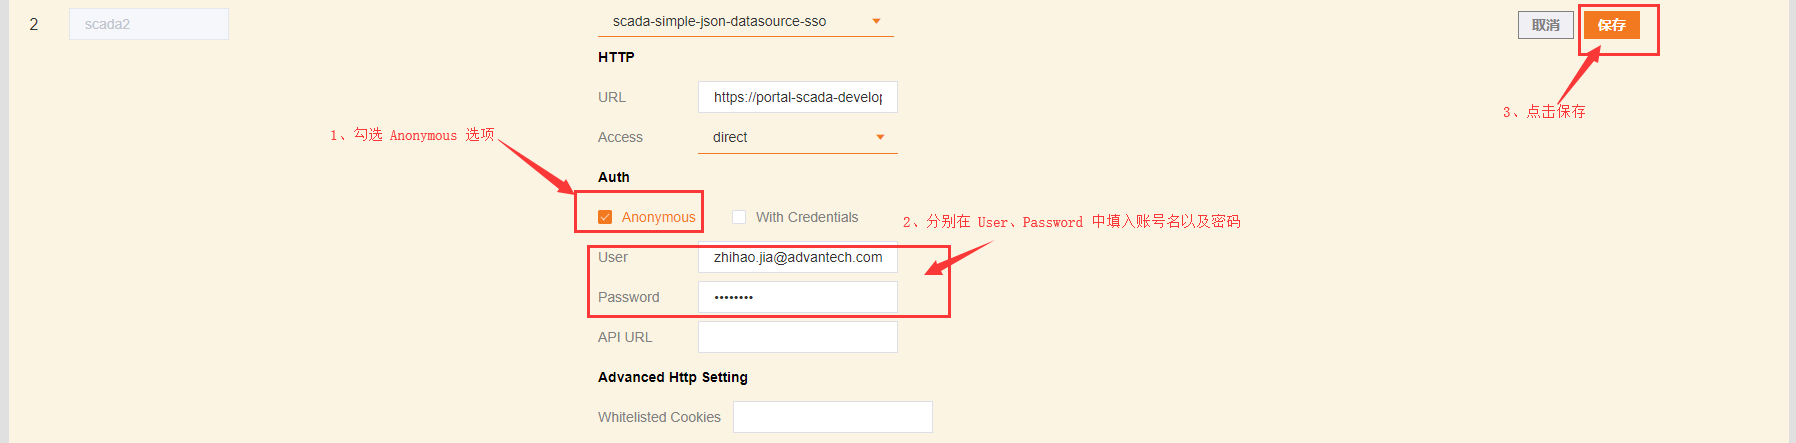 2
scada2
scada-simple-json-datasource-sso
取消
保存
HTTP
URL
https://portal-scada-develop
3、点击保存
1、勾选 Anonymous 选项
Access
direct
Auth
Anonymous
With Credentials
2、分别在 User、Password 中填入账号名以及密码
User
zhihao.jia@advantech.com
Password
••••••••
API URL
Advanced Http Setting
Whitelisted Cookies